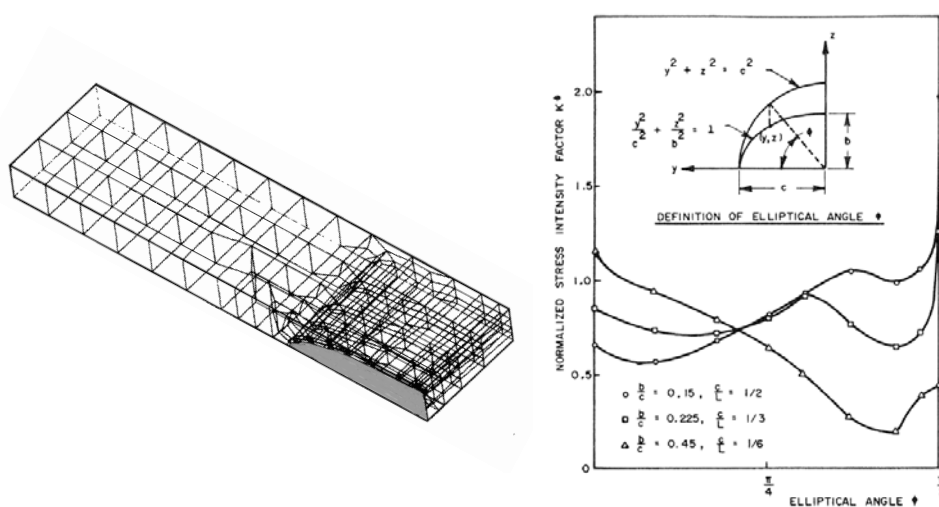 NORMALIZED STRESS INTENSITY FACTOR K*
2.0
1.5
1.0
0.5
0
z
y² + z² = c²
y²/c² + z²/b² = 1
(y,z)
ϕ
b
y
c
DEFINITION OF ELLIPTICAL ANGLE ϕ
b/c = 0.15, c/L = 1/2
b/c = 0.225, c/L = 1/3
b/c = 0.45, c/L = 1/6
π/4
ELLIPTICAL ANGLE ϕ